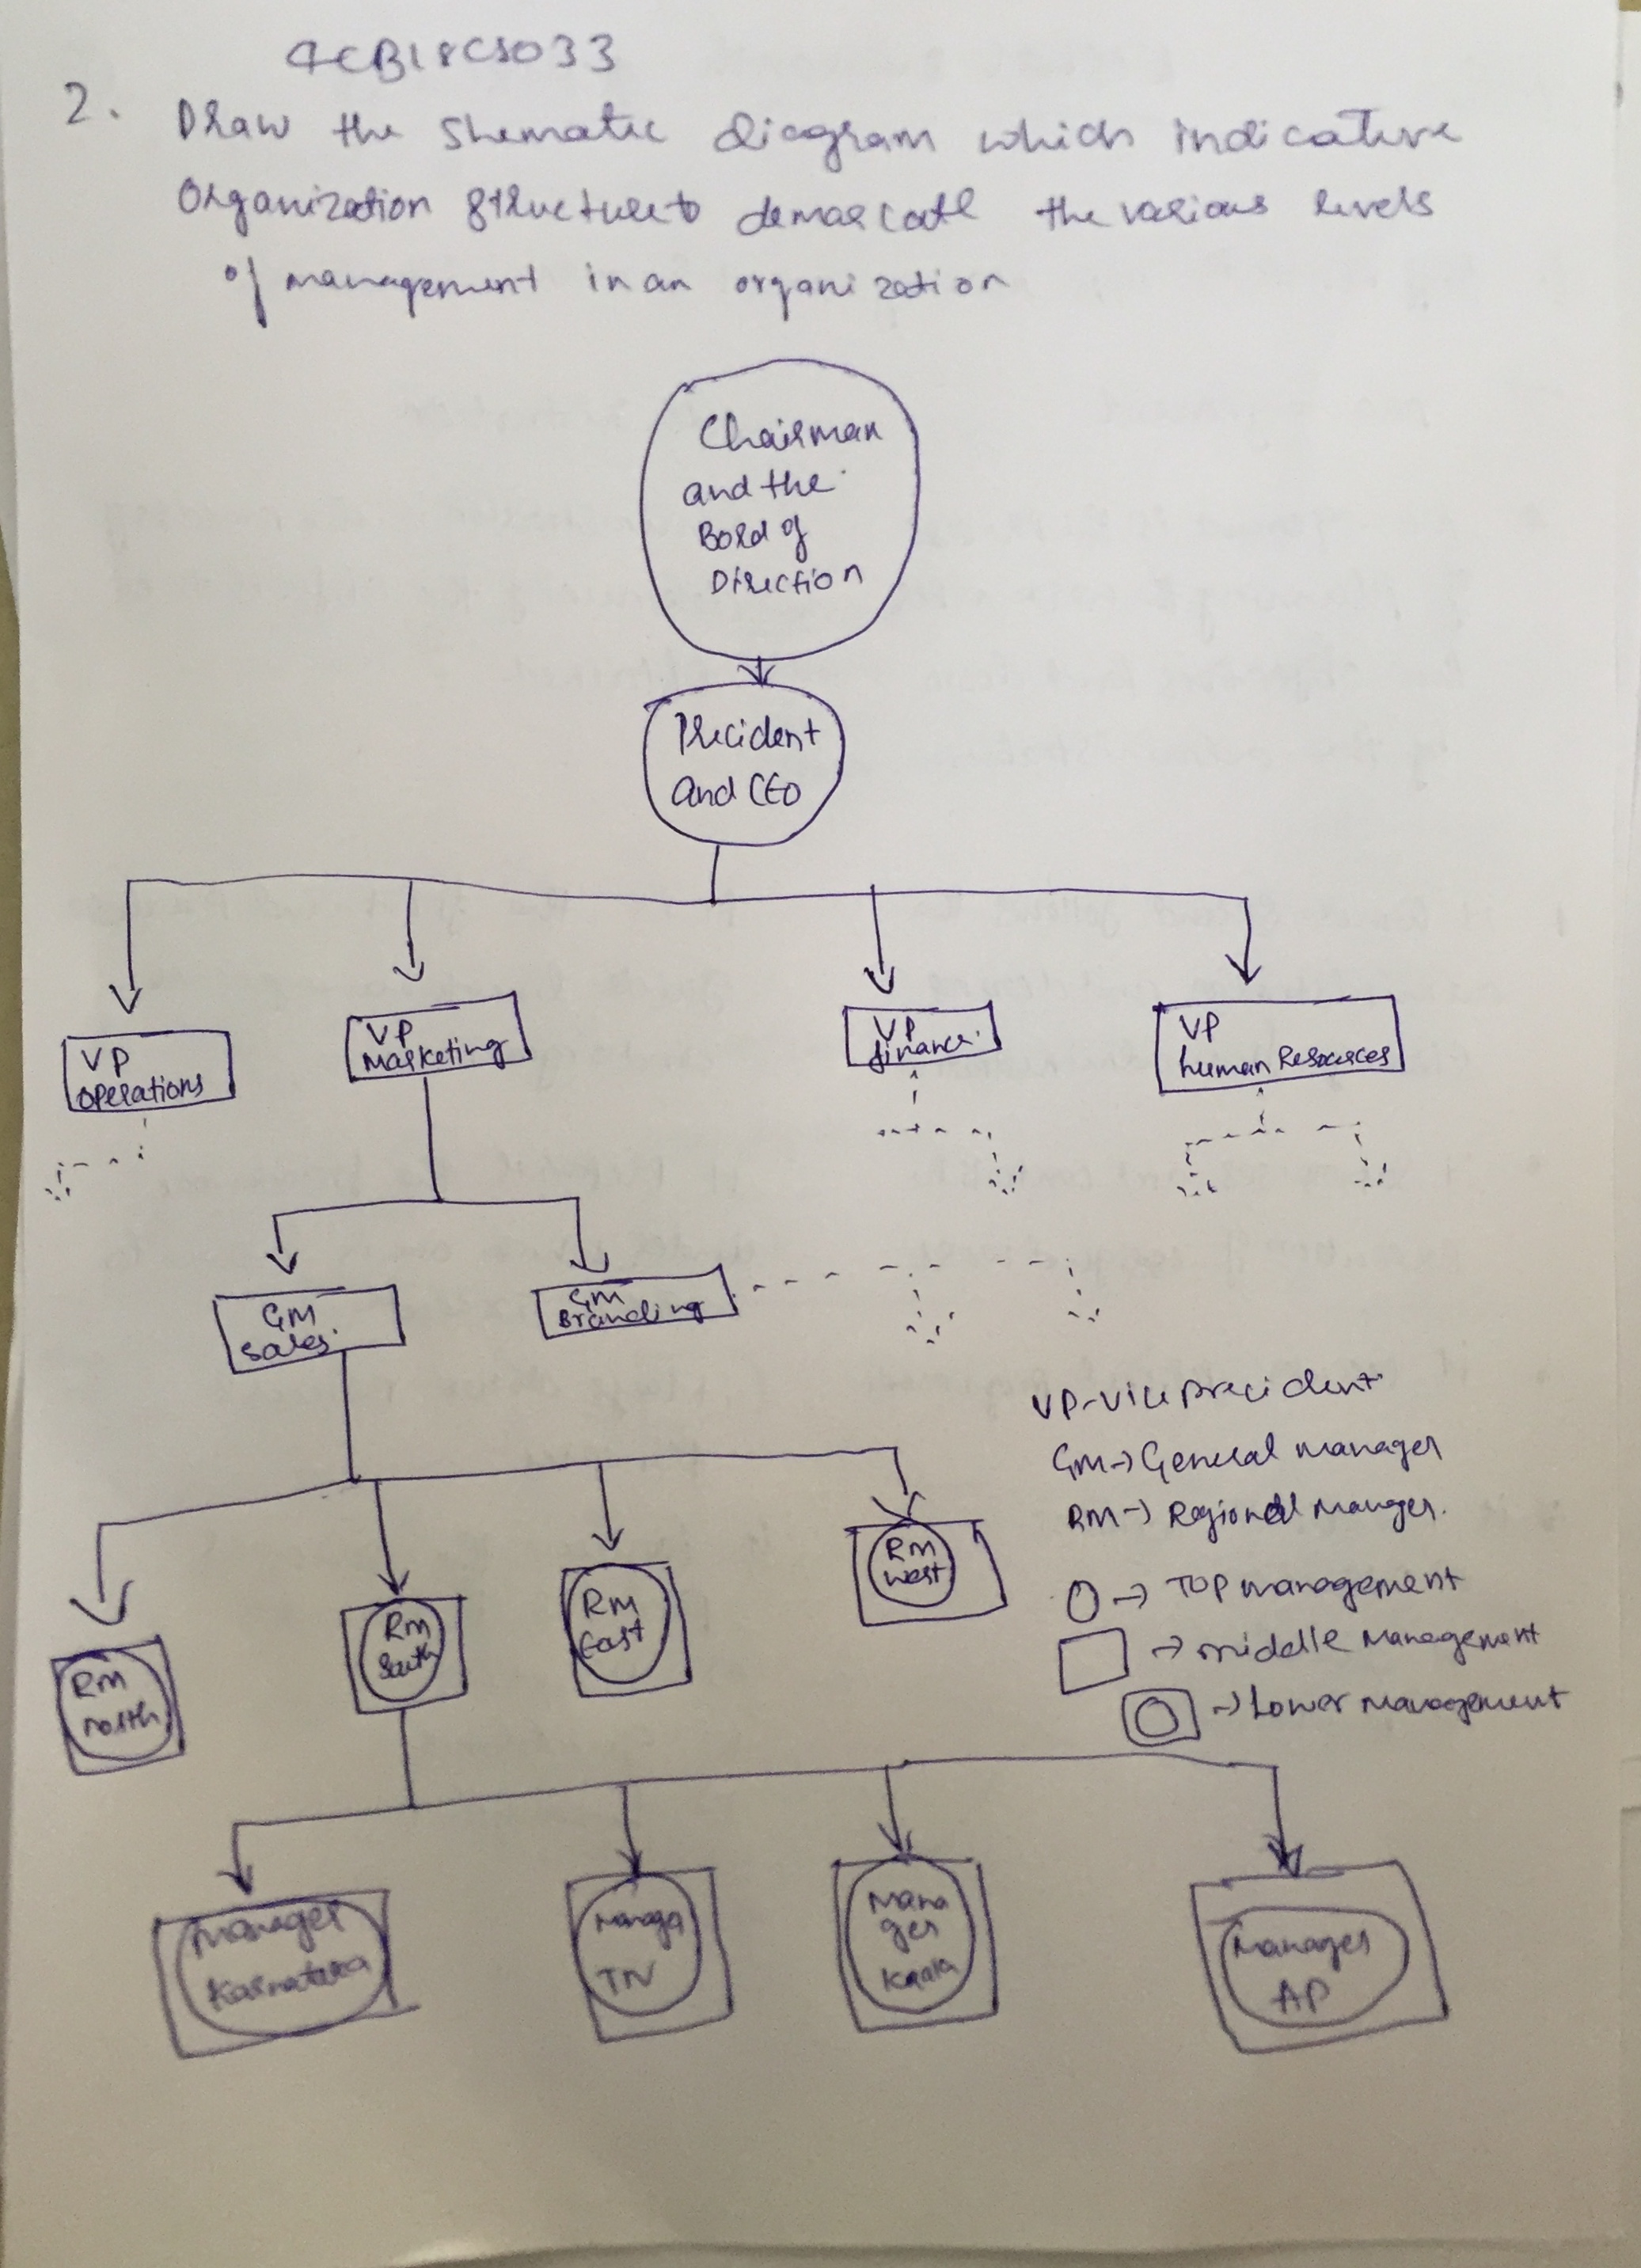 4CB18CS033
2. Draw the Shematic diagram which indicative
Organization structure to demarcate the various levels
of management in an organization
Chairman
and the
Bord of
Direction
Precident
and CEO
VP
Operations
VP
Marketing
VP
finance.
VP
human Resources
GM
Sales.
GM
Branding
VP - Vice precident
GM → General manager
RM → Regional Manager.
O → TOP management
→ middle Management
→ Lower Management
RM
north
RM
South
RM
East
RM
west
Manager
Karnataka
TN
Mana
ger
Manager
AP